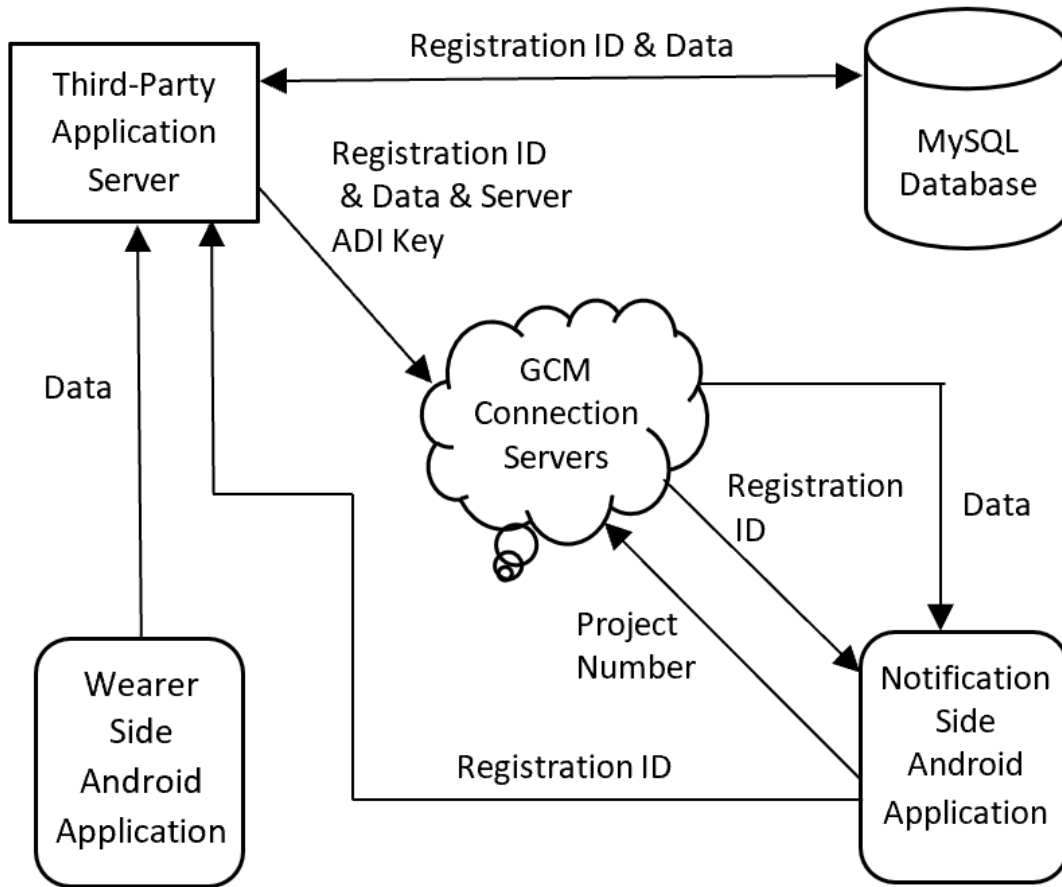 Registration ID & Data
Third-Party
Application
Server
MySQL
Database
Registration ID
& Data & Server
ADI Key
Data
GCM
Connection
Servers
Registration
ID
Data
Project
Number
Wearer
Side
Android
Application
Notification
Side
Android
Application
Registration ID